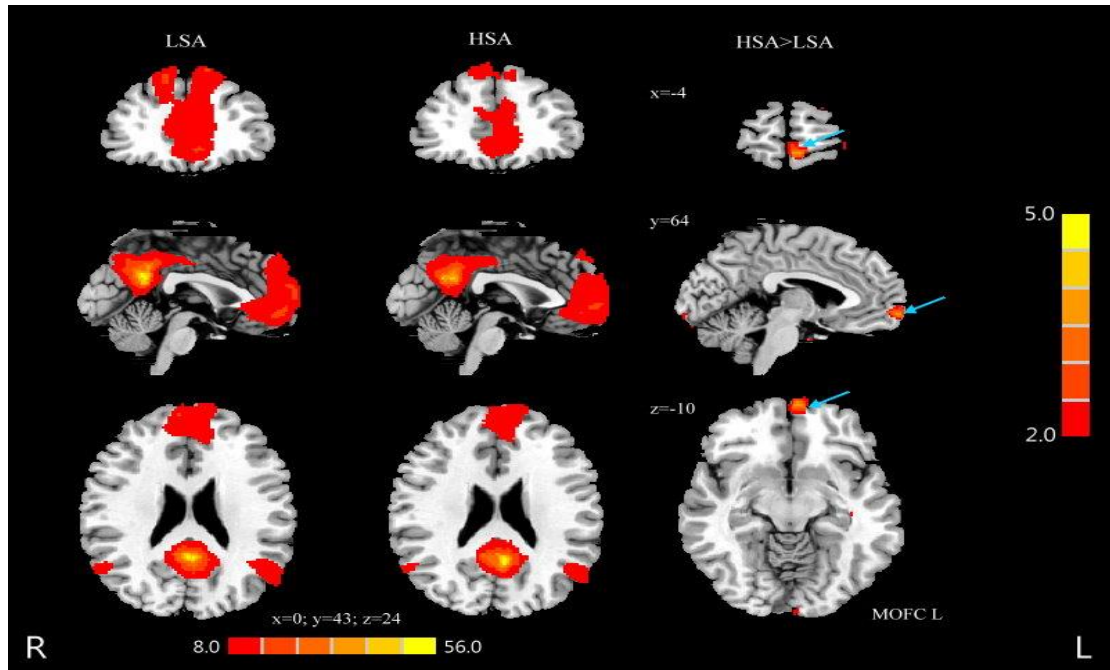 LSA HSA HSA>LSA
x=-4
y=64
5.0
2.0
z=-10
x=0; y=43; z=24
MOFC L
8.0 56.0
R L